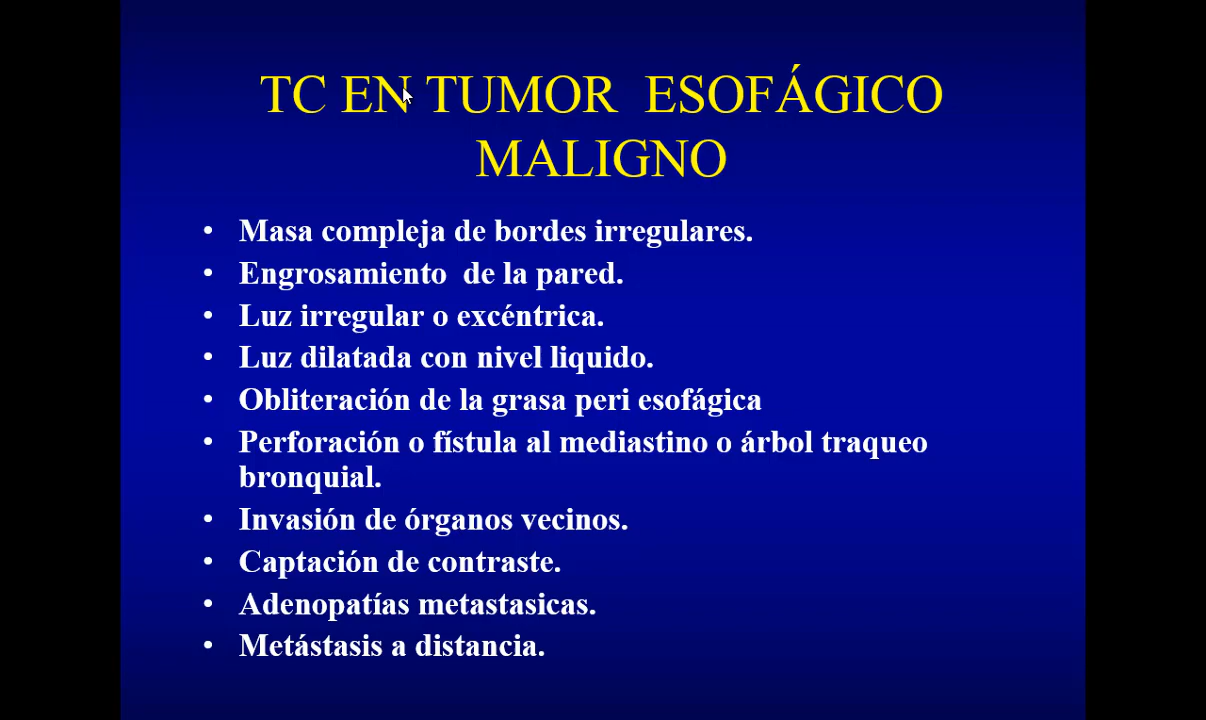 TC EN TUMOR ESOFÁGICO
MALIGNO
• Masa compleja de bordes irregulares.
• Engrosamiento de la pared.
• Luz irregular o excéntrica.
• Luz dilatada con nivel liquido.
• Obliteración de la grasa peri esofágica
• Perforación o fístula al mediastino o árbol traqueo
bronquial.
• Invasión de órganos vecinos.
• Captación de contraste.
• Adenopatías metastasicas.
• Metástasis a distancia.